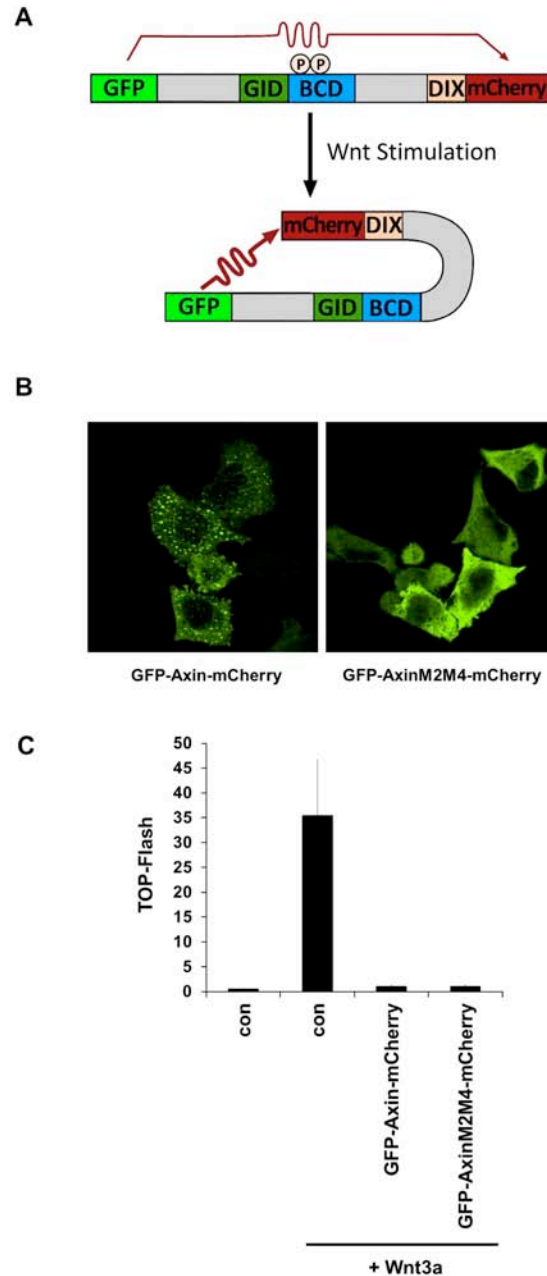 A
P P
GFP GID BCD DIX mCherry
Wnt Stimulation
mCherry DIX
GFP GID BCD
B
GFP-Axin-mCherry GFP-AxinM2M4-mCherry
C
TOP-Flash
50
45
40
35
30
25
20
15
10
5
0
con
con
GFP-Axin-mCherry
GFP-AxinM2M4-mCherry
+ Wnt3a